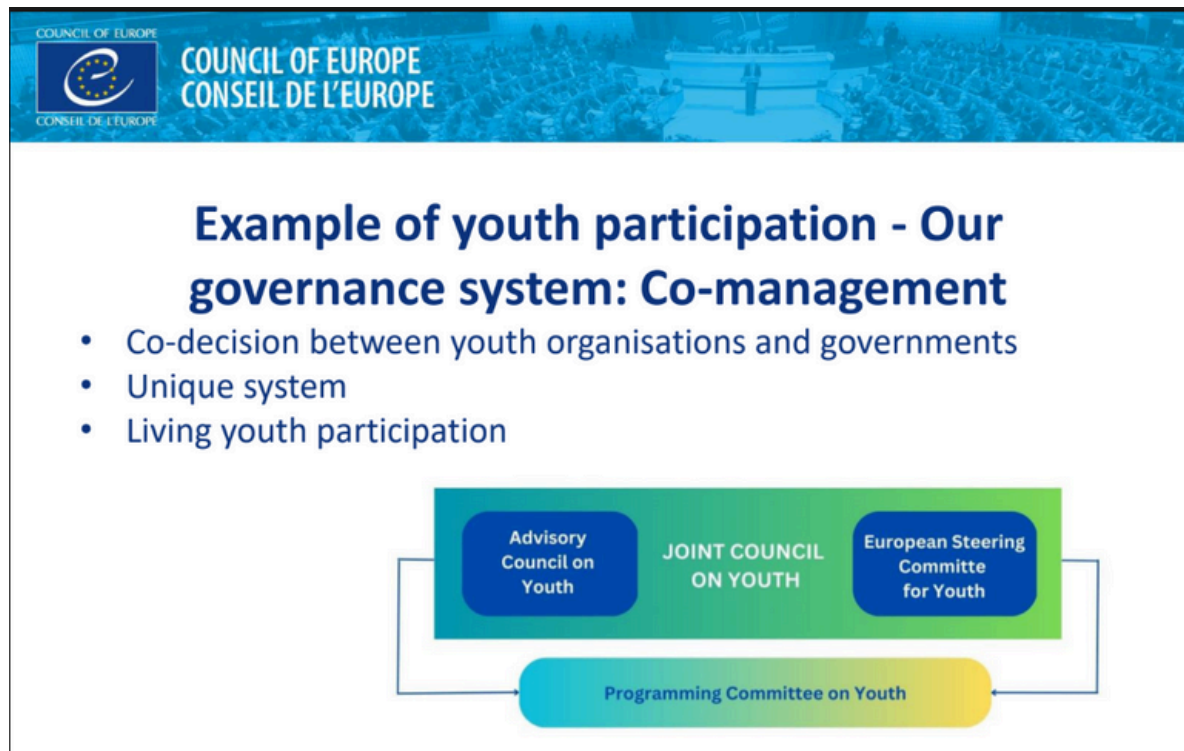 COUNCIL OF EUROPE
CONSEIL DE L'EUROPE
COUNCIL OF EUROPE
CONSEIL DE L'EUROPE
Example of youth participation - Our
governance system: Co-management
• Co-decision between youth organisations and governments
• Unique system
• Living youth participation
Advisory
Council on
Youth
JOINT COUNCIL
ON YOUTH
European Steering
Committe
for Youth
Programming Committee on Youth